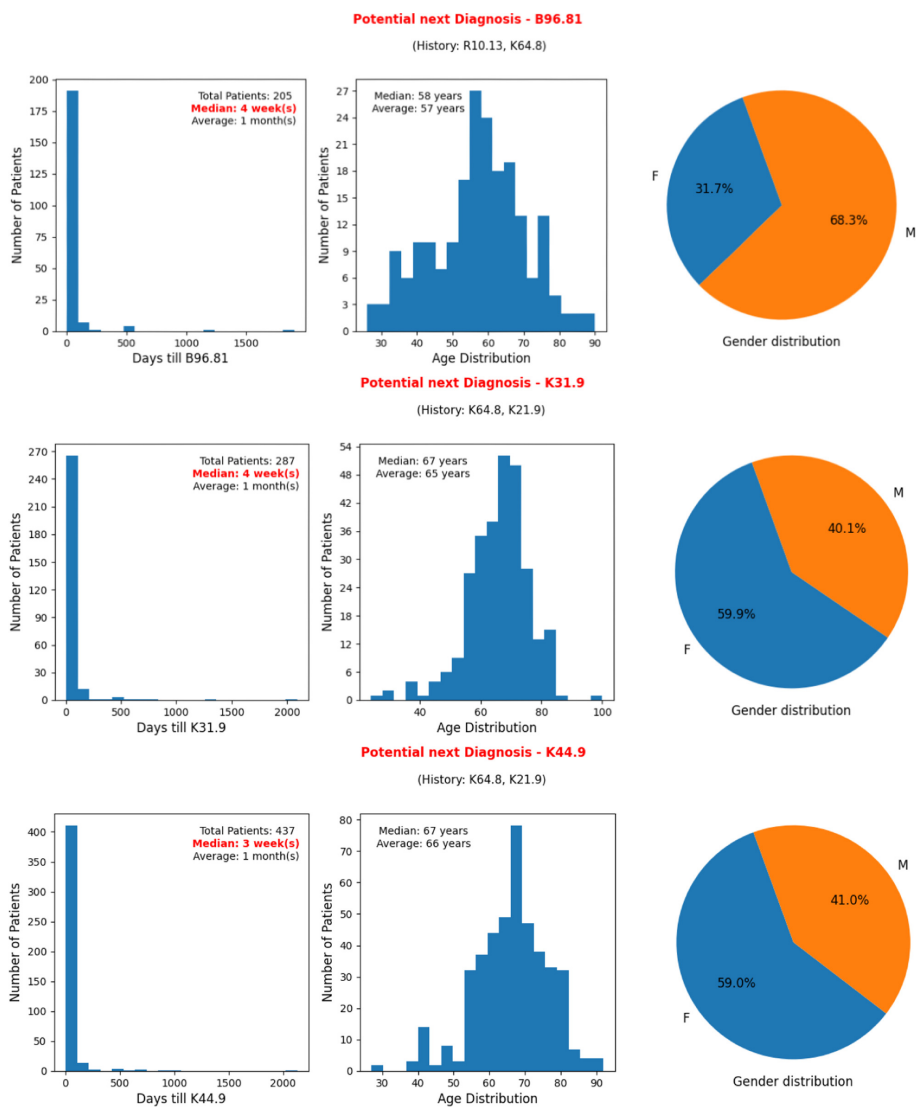 Potential next Diagnosis - B96.81
(History: R10.13, K64.8)
Total Patients: 205
Median: 4 week(s)
Average: 1 month(s)
Number of Patients
200
175
150
125
100
75
50
25
0
0
500
1000
1500
Days till B96.81
Median: 58 years
Average: 57 years
Number of Patients
27
24
21
18
15
12
9
6
3
0
30
40
50
60
70
80
90
Age Distribution
F
31.7%
68.3%
M
Gender distribution
Potential next Diagnosis - K31.9
(History: K64.8, K21.9)
Total Patients: 287
Median: 4 week(s)
Average: 1 month(s)
Number of Patients
270
240
210
180
150
120
90
60
30
0
0
500
1000
1500
2000
Days till K31.9
Median: 67 years
Average: 65 years
Number of Patients
54
48
42
36
30
24
18
12
6
0
40
60
80
100
Age Distribution
M
40.1%
59.9%
F
Gender distribution
Potential next Diagnosis - K44.9
(History: K64.8, K21.9)
Total Patients: 437
Median: 3 week(s)
Average: 1 month(s)
Number of Patients
400
350
300
250
200
150
100
50
0
0
500
1000
1500
2000
Days till K44.9
Median: 67 years
Average: 66 years
Number of Patients
80
70
60
50
40
30
20
10
0
30
40
50
60
70
80
90
Age Distribution
M
41.0%
59.0%
F
Gender distribution